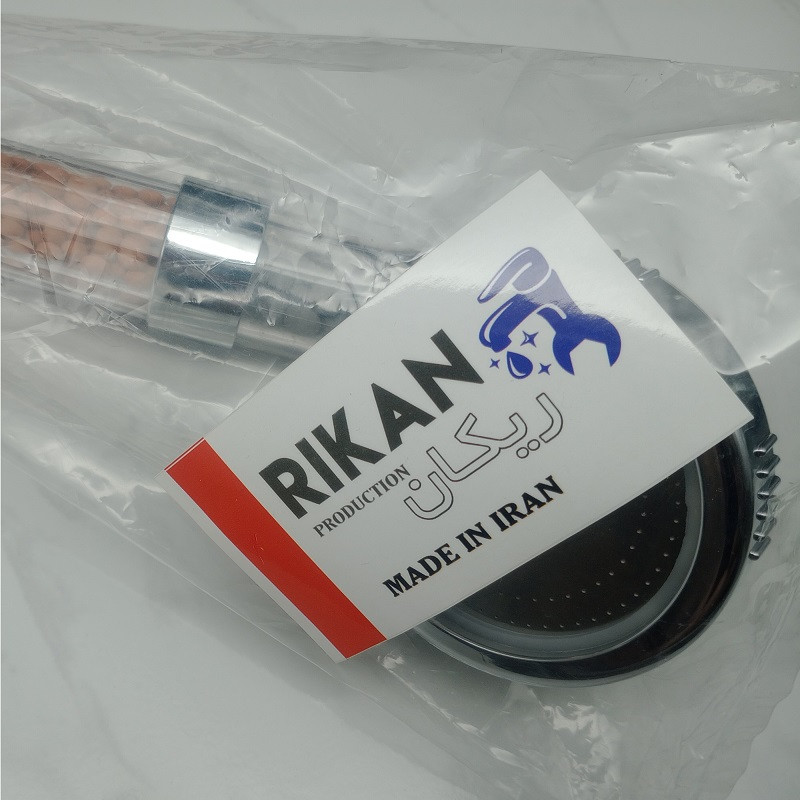 RIKAN
PRODUCTION
ریکان
MADE IN IRAN